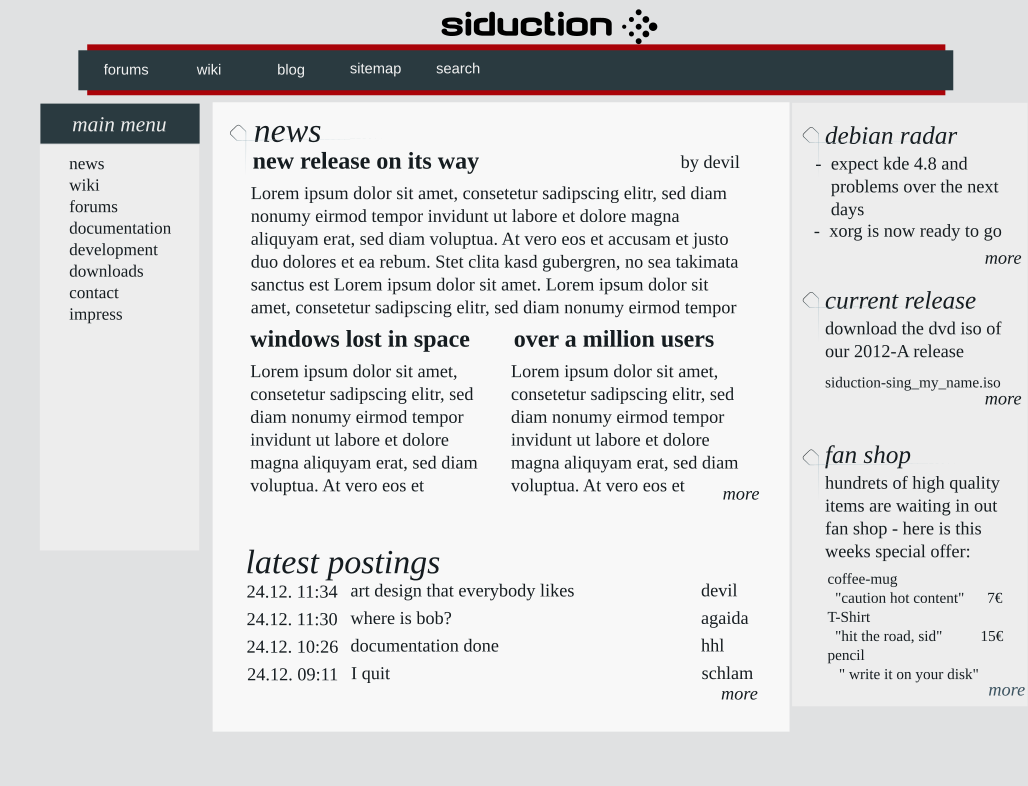 siduction
forums wiki blog sitemap search
main menu
news
wiki
forums
documentation
development
downloads
contact
impress
news
new release on its way by devil
Lorem ipsum dolor sit amet, consetetur sadipscing elitr, sed diam
nonumy eirmod tempor invidunt ut labore et dolore magna
aliquyam erat, sed diam voluptua. At vero eos et accusam et justo
duo dolores et ea rebum. Stet clita kasd gubergren, no sea takimata
sanctus est Lorem ipsum dolor sit amet. Lorem ipsum dolor sit
amet, consetetur sadipscing elitr, sed diam nonumy eirmod tempor
windows lost in space
Lorem ipsum dolor sit amet,
consetetur sadipscing elitr, sed
diam nonumy eirmod tempor
invidunt ut labore et dolore
magna aliquyam erat, sed diam
voluptua. At vero eos et
over a million users
Lorem ipsum dolor sit amet,
consetetur sadipscing elitr, sed
diam nonumy eirmod tempor
invidunt ut labore et dolore
magna aliquyam erat, sed diam
voluptua. At vero eos et
more
latest postings
24.12. 11:34 art design that everybody likes devil
24.12. 11:30 where is bob? agaida
24.12. 10:26 documentation done hhl
24.12. 09:11 I quit schlam
more
debian radar
- expect kde 4.8 and
problems over the next
days
- xorg is now ready to go
more
current release
download the dvd iso of
our 2012-A release
siduction-sing_my_name.iso
more
fan shop
hundrets of high quality
items are waiting in out
fan shop - here is this
weeks special offer:
coffee-mug
"caution hot content" 7€
T-Shirt
"hit the road, sid" 15€
pencil
" write it on your disk"
more